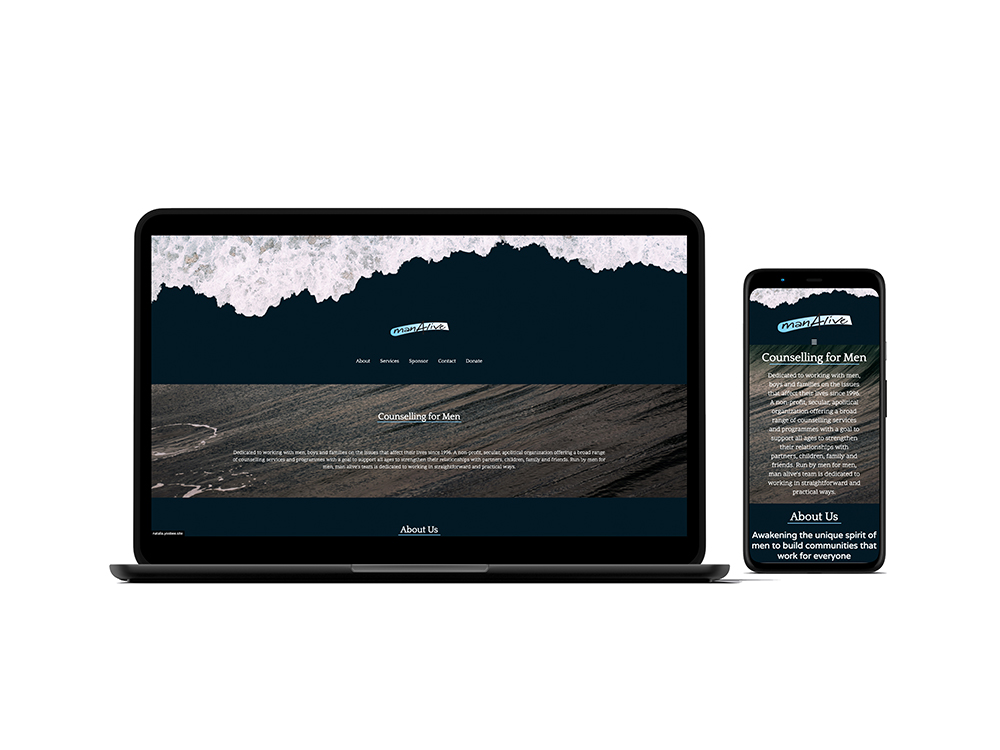 manAlive
About Services Sponsor Contact Donate
Counselling for Men
Dedicated to working with men, boys and families on the issues that affect their lives since 1996. A non-profit, secular, apolitical organization offering a broad range
of counselling services and programmes with a goal to support all ages to strengthen their relationships with partners, children, family and friends. Run by men for
men, man alive's team is dedicated to working in straightforward and practical ways.
About Us
manAlive
Counselling for Men
Dedicated to working with men,
boys and families on the issues
that affect their lives since 1996.
A non-profit, secular, apolitical
organization offering a broad
range of counselling services
and programmes with a goal to
support all ages to strengthen
their relationships with
partners, children, family and
friends. Run by men for men,
man alive's team is dedicated to
working in straightforward and
practical ways.
About Us
Awakening the unique spirit of
men to build communities that
work for everyone